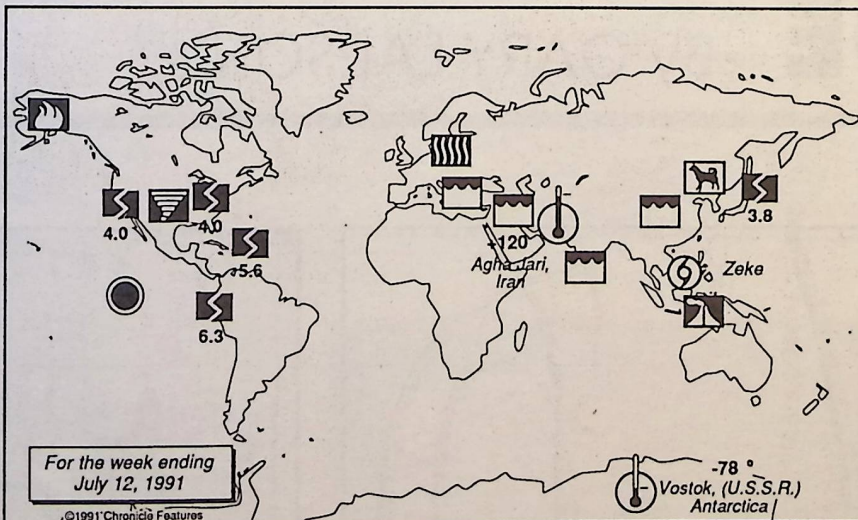 4.0
4.0
5.6
6.3
+120
Agha Jari,
Iran
3.8
Zeke
For the week ending
July 12, 1991
-78 °
Vostok, (U.S.S.R.)
Antarctica
©1991 Chronicle Features